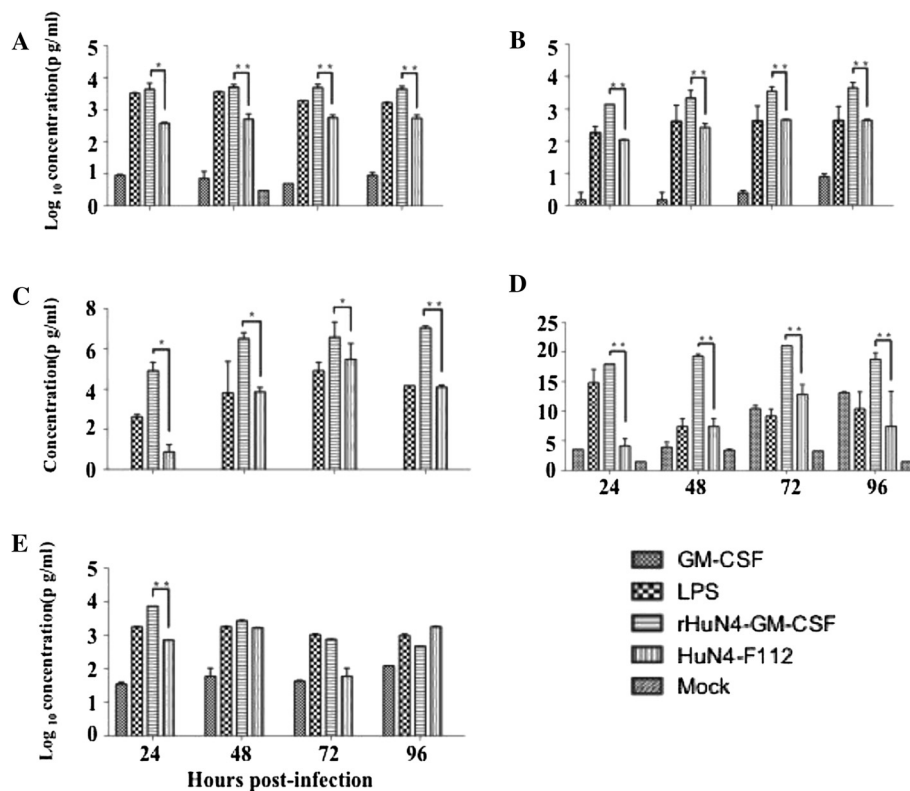 A
B
Log 10 concentration(p g/ml)
5
4
3
2
1
0
* ** ** **
5
4
3
2
1
0
** ** ** **
C
D
Concentration(p g/ml)
8
6
4
2
0
* * * **
25
20
15
10
5
0
** ** ** **
24 48 72 96
E
Log 10 concentration(p g/ml)
5
4
3
2
1
0
**
24 48 72 96
Hours post-infection
GM-CSF
LPS
rHuN4-GM-CSF
HuN4-F112
Mock